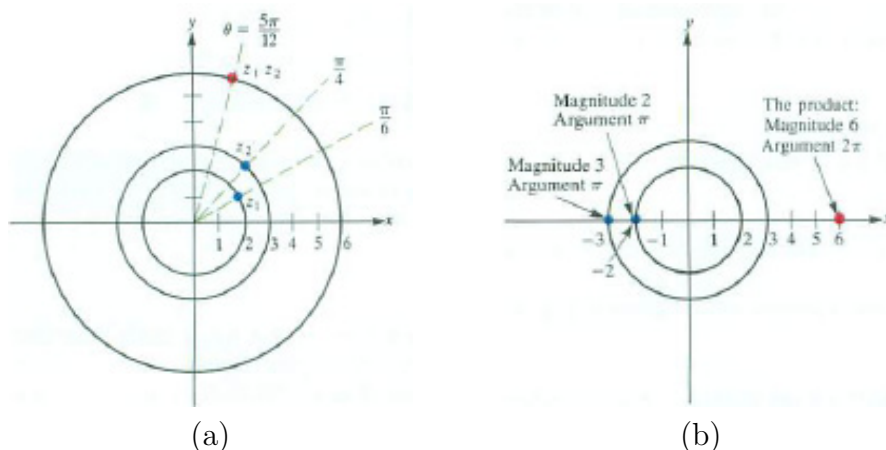 y
θ = 5π/12
z₁ z₂
π/4
π/6
z₂
z₁
x
1 2 3 4 5 6
(a)
y
Magnitude 2
Argument π
The product:
Magnitude 6
Argument 2π
Magnitude 3
Argument π
−3 −1 1 2 3 4 5 6
−2
(b)